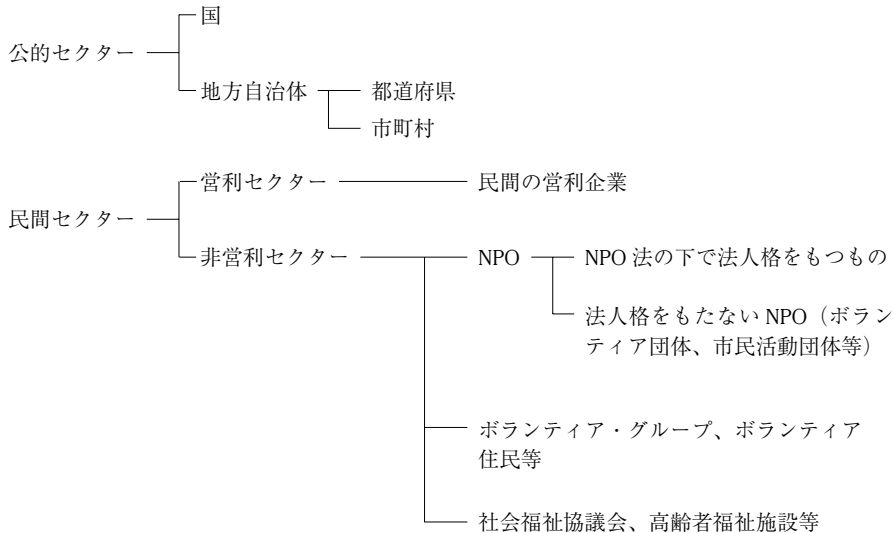 国
公的セクター
地方自治体
都道府県
市町村
営利セクター
民間の営利企業
民間セクター
非営利セクター
NPO
NPO 法の下で法人格をもつもの
法人格をもたない NPO（ボラン
ティア団体、市民活動団体等）
ボランティア・グループ、ボランティア
住民等
社会福祉協議会、高齢者福祉施設等